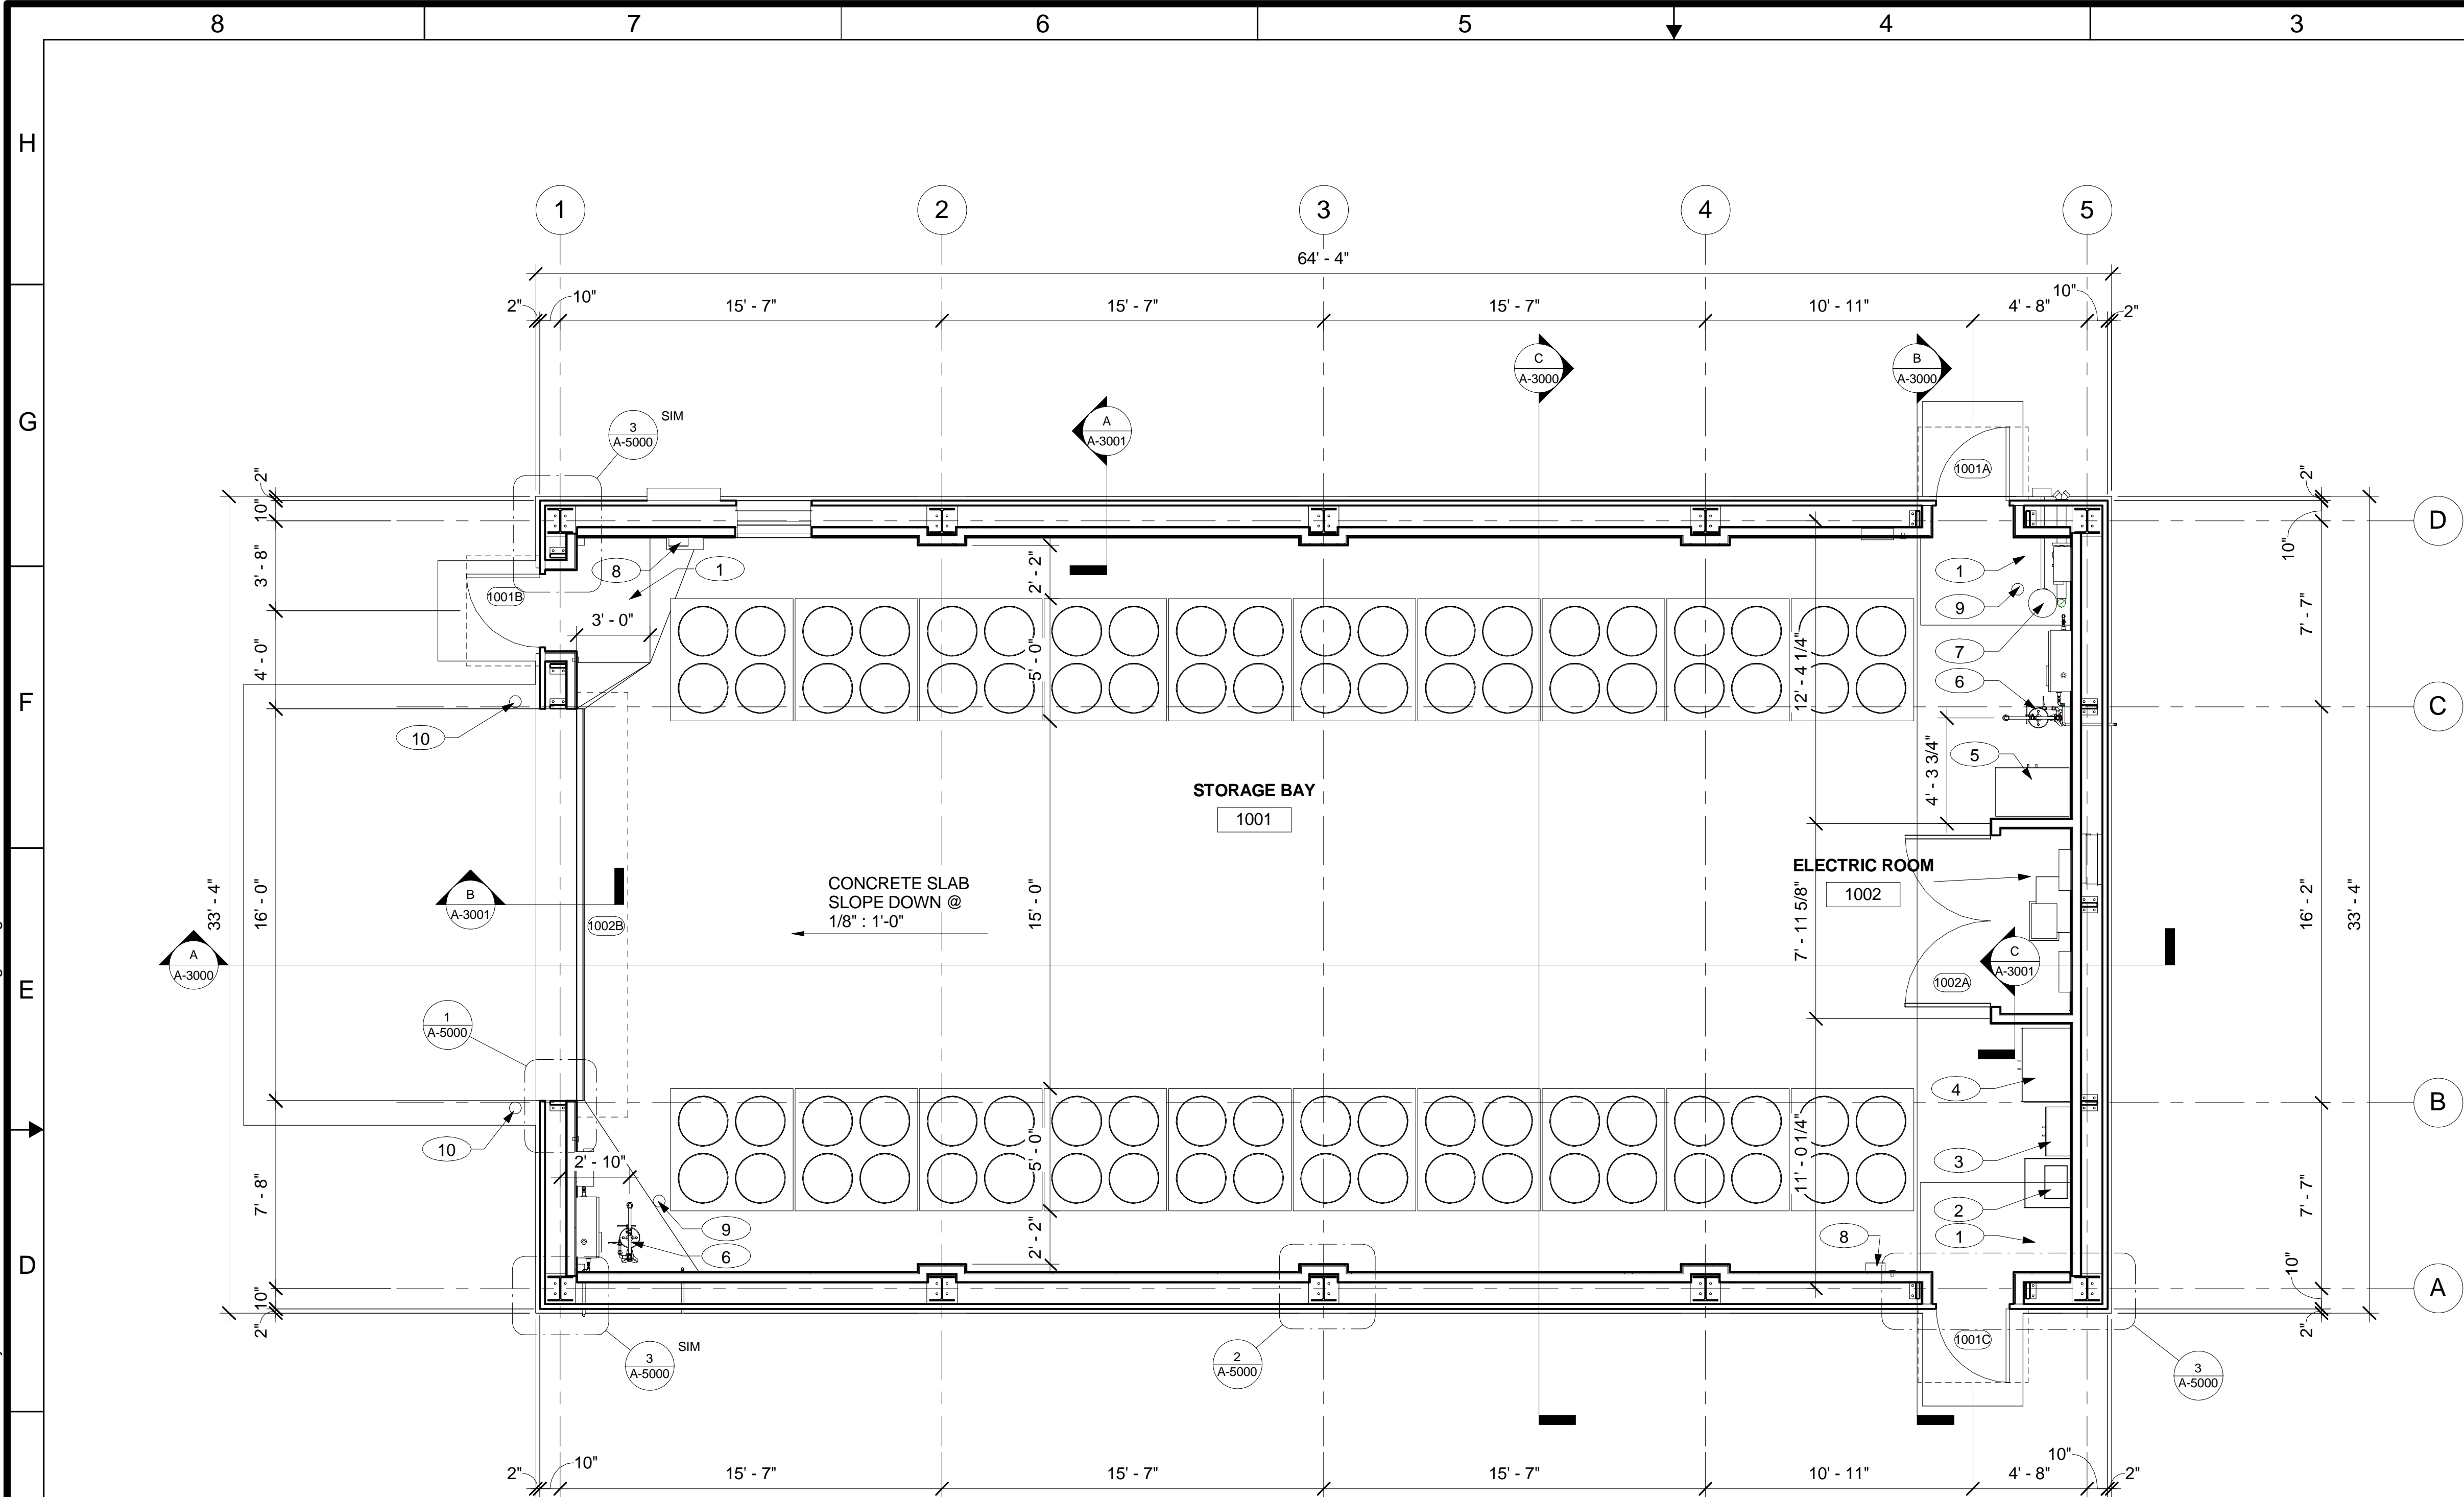 8 7 6 5 4 3
H
1 2 3 4 5
64' - 4"
2" 10" 15' - 7" 15' - 7" 15' - 7" 10' - 11" 4' - 8" 10" 2"
C
A-3000
B
A-3000
G
3
A-5000
SIM
A
A-3001
1001A
2"
10"
3' - 8"
4' - 0"
16' - 0"
33' - 4"
7' - 8"
10"
2"
2"
10"
7' - 7"
16' - 2"
33' - 4"
7' - 7"
10"
2"
D
8
1
1001B
3' - 0"
2' - 2"
5' - 0"
12' - 4 1/4"
1
9
7
6
F
10
C
5
4' - 3 3/4"
STORAGE BAY
1001
ELECTRIC ROOM
1002
CONCRETE SLAB
SLOPE DOWN @
1/8" : 1'-0"
15' - 0"
7' - 11 5/8"
B
A-3001
1002B
A
A-3000
C
A-3001
1002A
E
1
A-5000
4
B
10
2' - 10"
5' - 0"
11' - 0 1/4"
3
2
9
6
2' - 2"
8
1
D
A
1001C
3
A-5000
SIM
2
A-5000
3
A-5000
2" 10" 15' - 7" 15' - 7" 15' - 7" 10' - 11" 4' - 8" 10" 2"